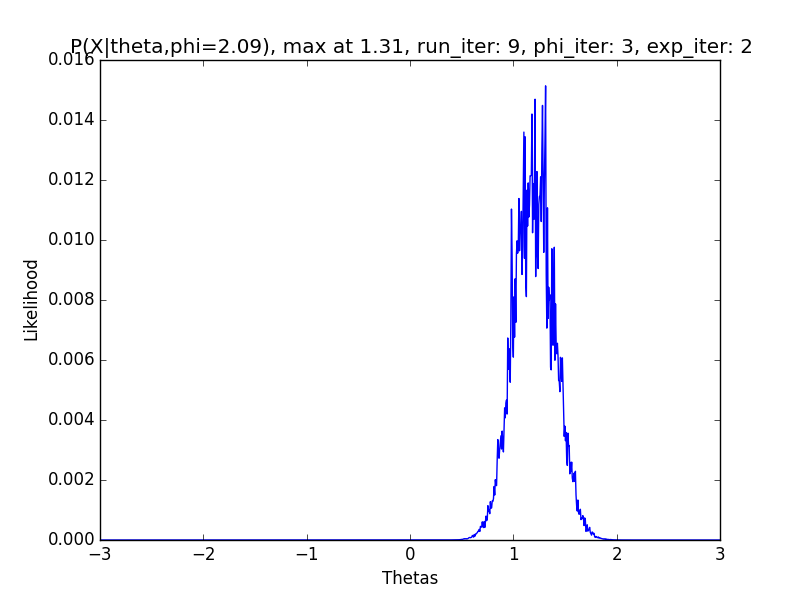 P(X|theta,phi=2.09), max at 1.31, run_iter: 9, phi_iter: 3, exp_iter: 2
0.016
0.014
0.012
0.010
0.008
0.006
0.004
0.002
0.000
Likelihood
−3 −2 −1 0 1 2 3
Thetas